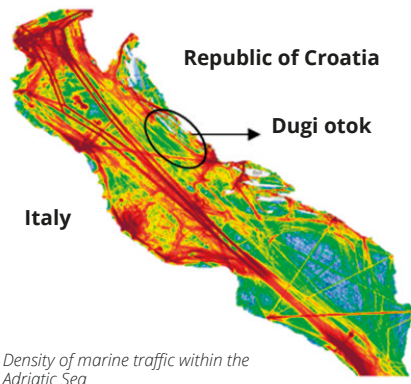 Republic of Croatia
Dugi otok
Italy
Density of marine traffic within the
Adriatic Sea